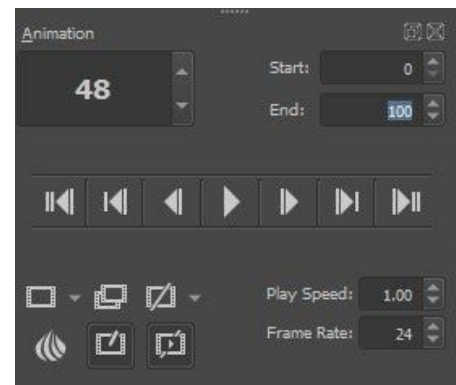 Animation
48
Start: 0
End: 100
Play Speed: 1.00
Frame Rate: 24